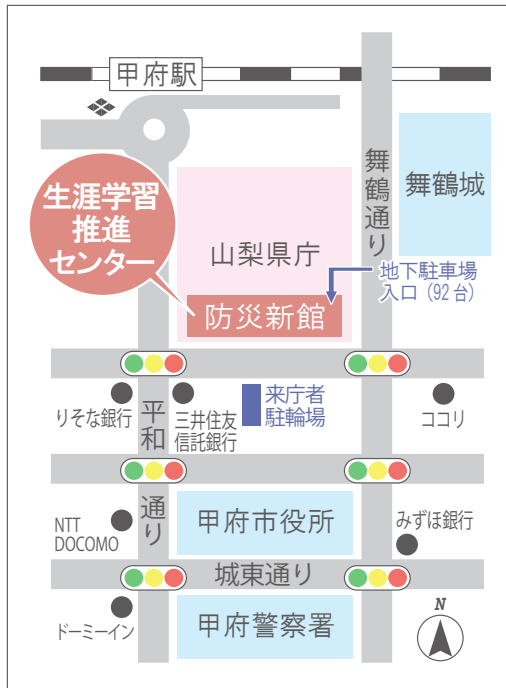 甲府駅
舞鶴通り
舞鶴城
生涯学習
推進
センター
山梨県庁
地下駐車場
入口（92台）
防災新館
りそな銀行
平和通り
三井住友
信託銀行
来庁者
駐輪場
ココリ
NTT
DOCOMO
甲府市役所
みずほ銀行
城東通り
ドーミーイン
甲府警察署
N